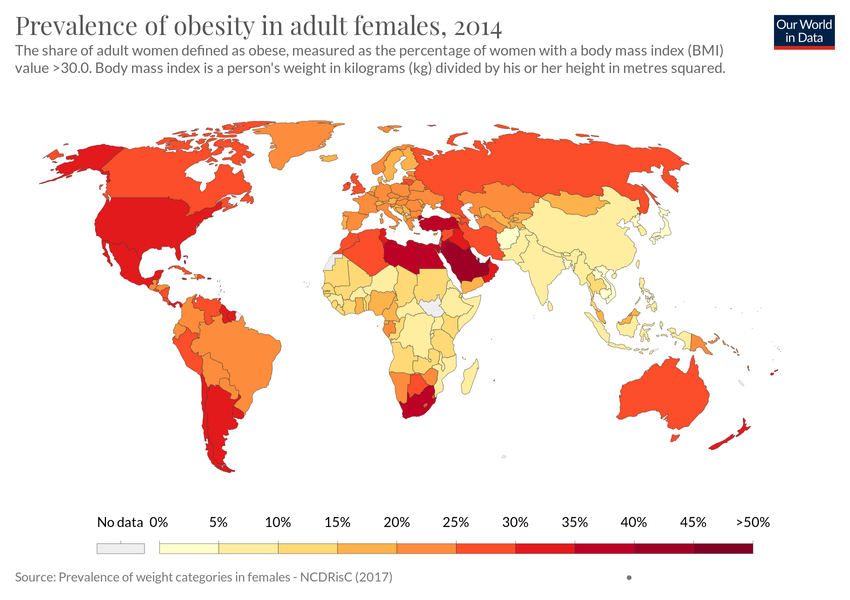 Prevalence of obesity in adult females, 2014
Our World
in Data
The share of adult women defined as obese, measured as the percentage of women with a body mass index (BMI)
value >30.0. Body mass index is a person's weight in kilograms (kg) divided by his or her height in metres squared.
No data 0% 5% 10% 15% 20% 25% 30% 35% 40% 45% >50%
Source: Prevalence of weight categories in females - NCDRisC (2017)